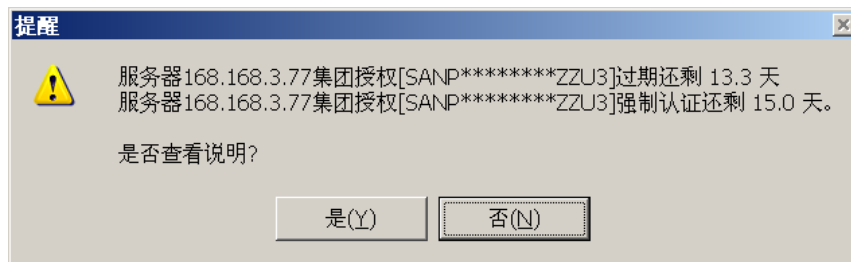 提醒
服务器168.168.3.77集团授权[SANP********ZZU3]过期还剩 13.3 天
服务器168.168.3.77集团授权[SANP********ZZU3]强制认证还剩 15.0 天。
是否查看说明?
是(Y)
否(N)